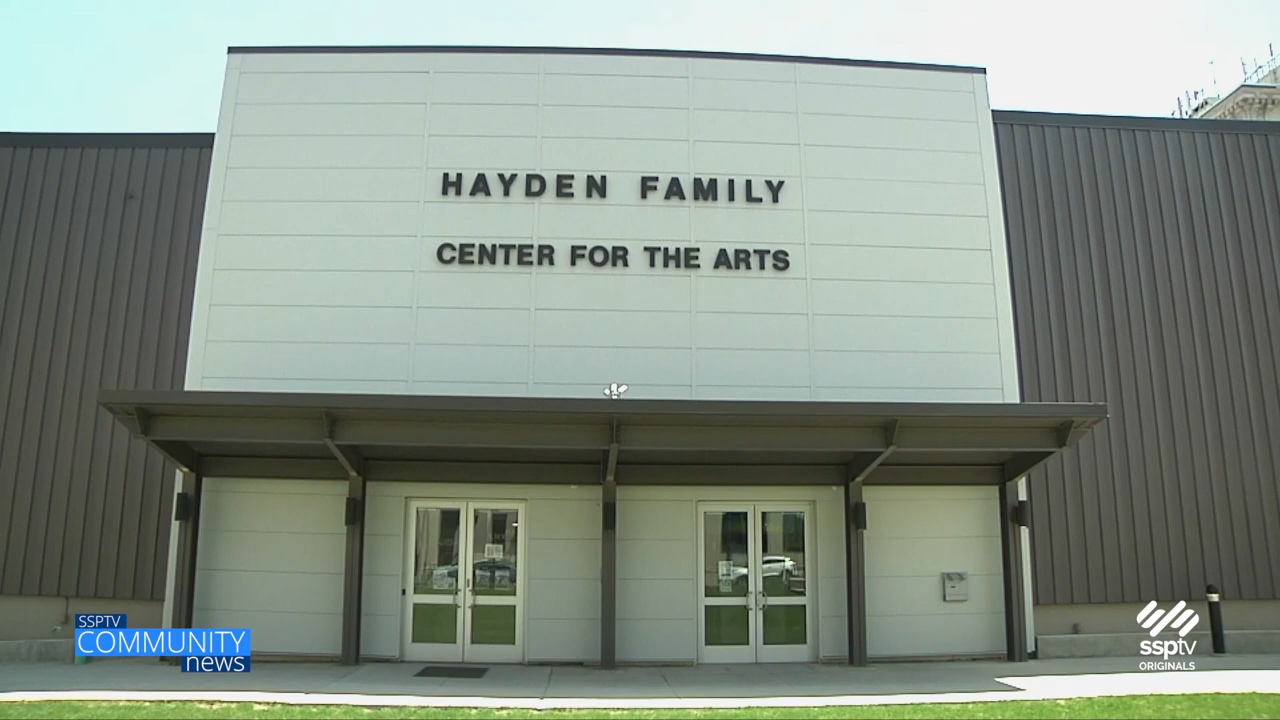 HAYDEN FAMILY
CENTER FOR THE ARTS
SSPTV
COMMUNITY
news
ssptv
ORIGINALS